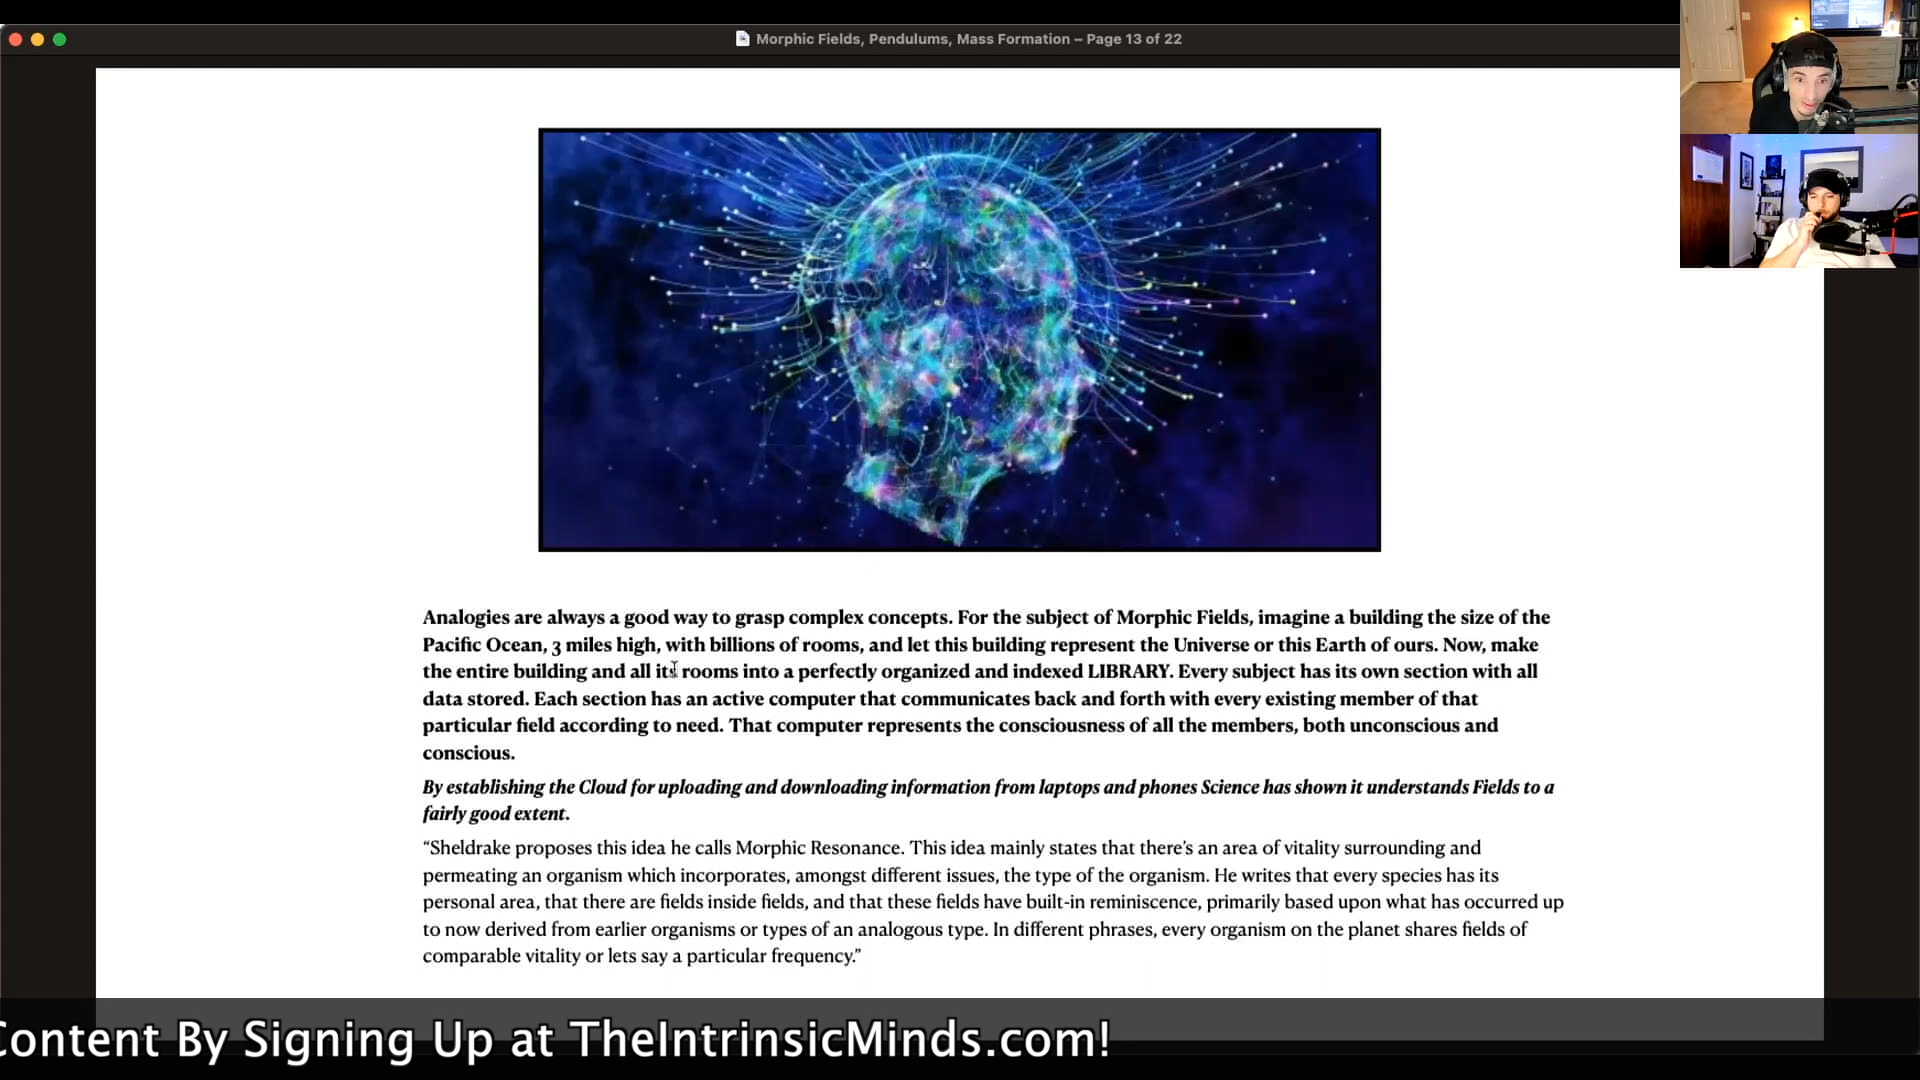 Morphic Fields, Pendulums, Mass Formation – Page 13 of 22
Analogies are always a good way to grasp complex concepts. For the subject of Morphic Fields, imagine a building the size of the
Pacific Ocean, 3 miles high, with billions of rooms, and let this building represent the Universe or this Earth of ours. Now, make
the entire building and all its rooms into a perfectly organized and indexed LIBRARY. Every subject has its own section with all
data stored. Each section has an active computer that communicates back and forth with every existing member of that
particular field according to need. That computer represents the consciousness of all the members, both unconscious and
conscious.
By establishing the Cloud for uploading and downloading information from laptops and phones Science has shown it understands Fields to a
fairly good extent.
“Sheldrake proposes this idea he calls Morphic Resonance. This idea mainly states that there’s an area of vitality surrounding and
permeating an organism which incorporates, amongst different issues, the type of the organism. He writes that every species has its
personal area, that there are fields inside fields, and that these fields have built-in reminiscence, primarily based upon what has occurred up
to now derived from earlier organisms or types of an analogous type. In different phrases, every organism on the planet shares fields of
comparable vitality or lets say a particular frequency.”
Content By Signing Up at TheIntrinsicMinds.com!